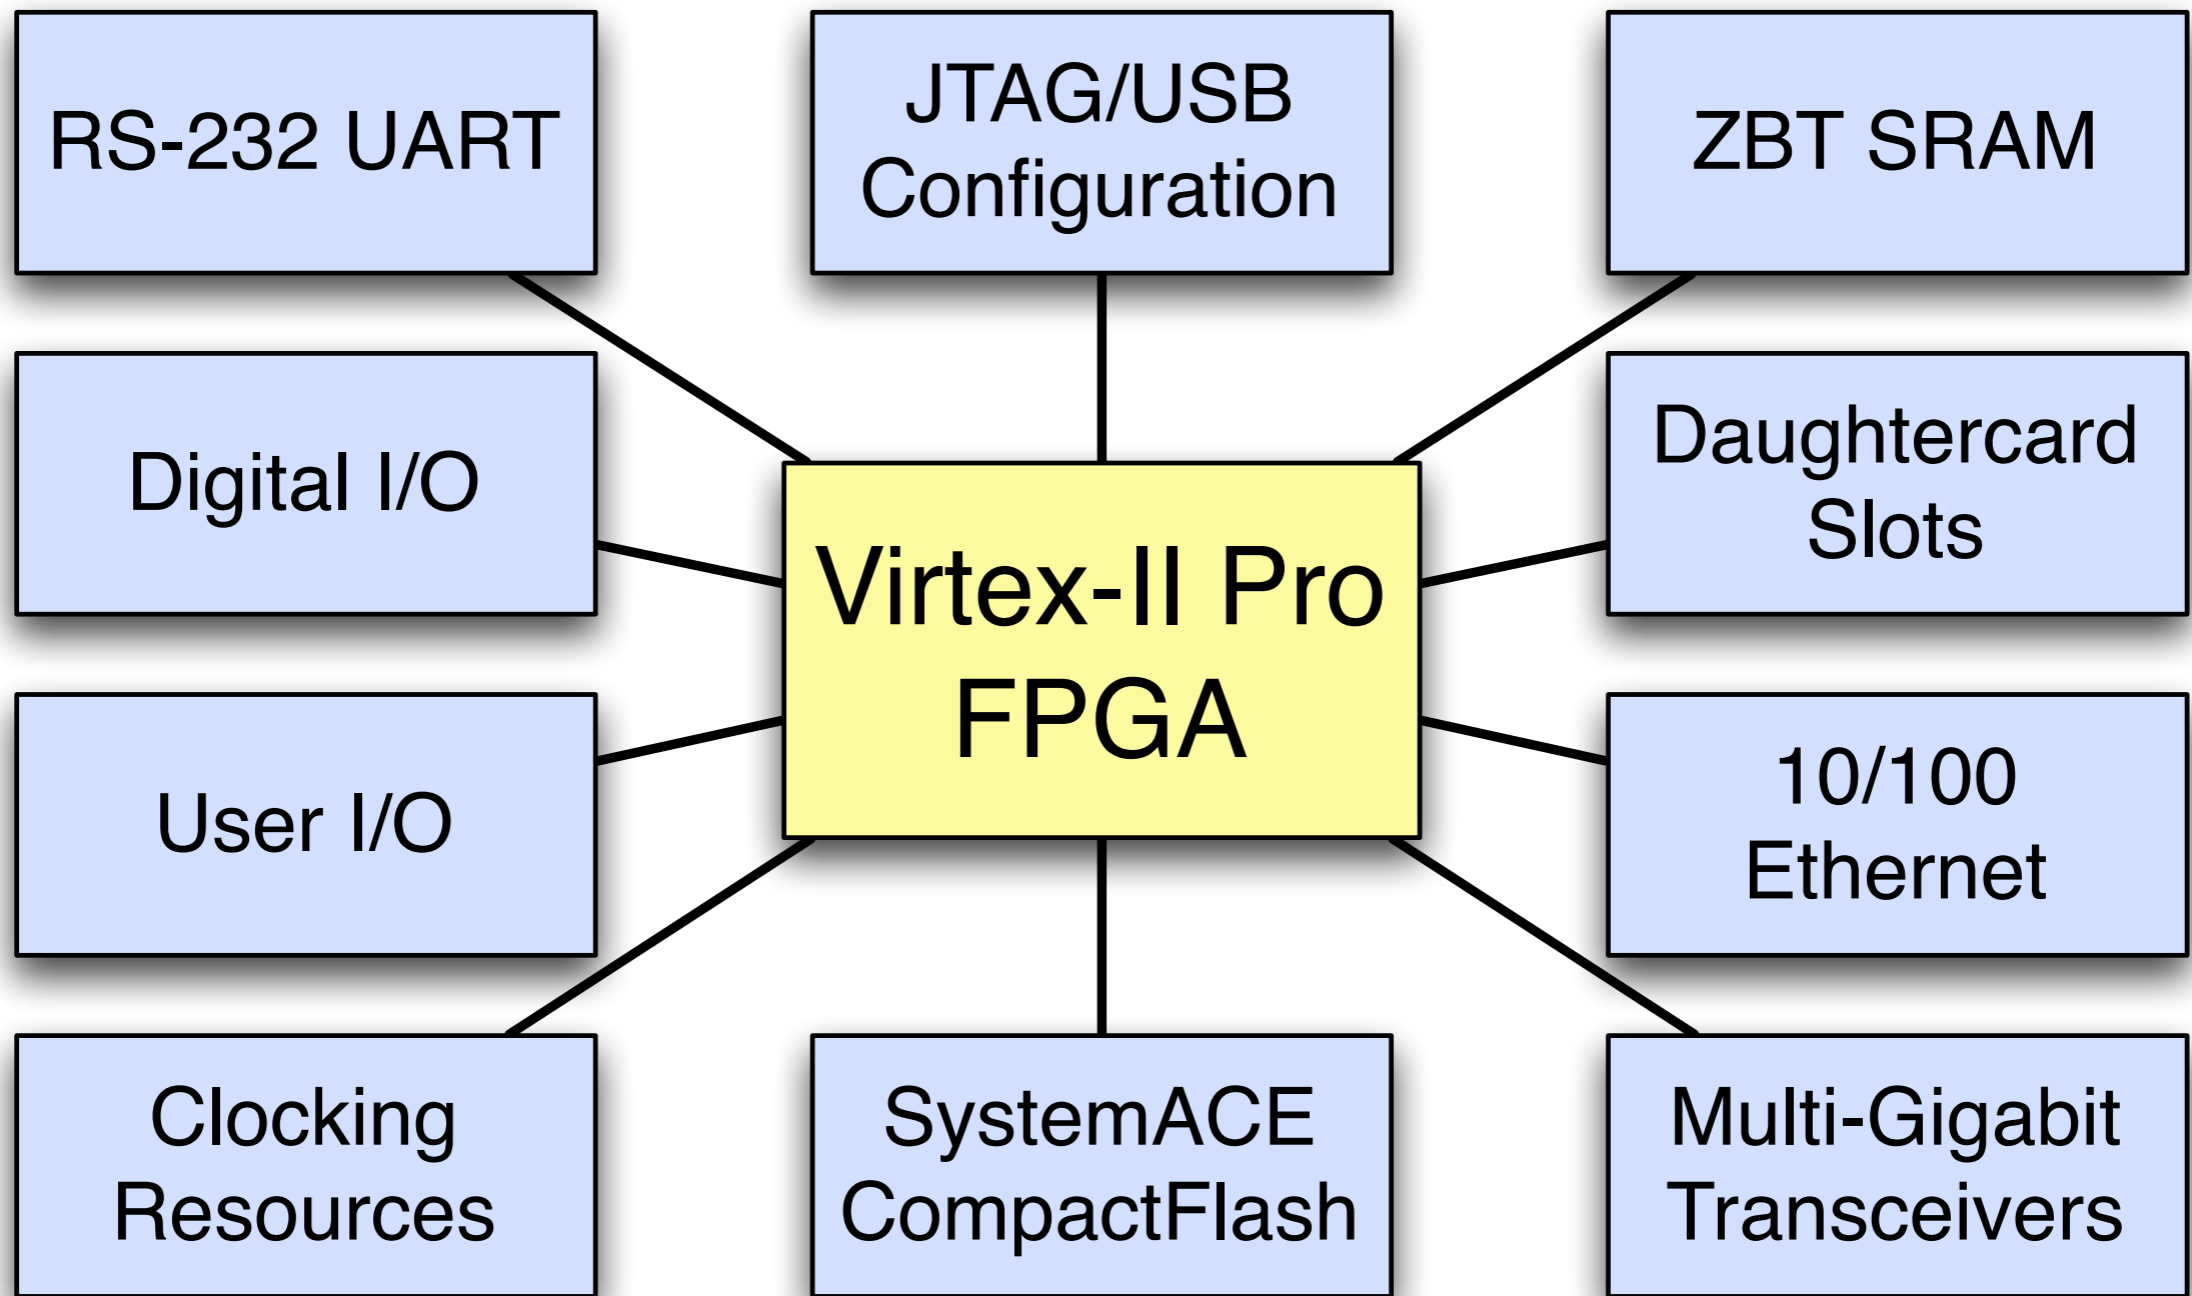 RS-232 UART
JTAG/USB
Configuration
ZBT SRAM
Digital I/O
Daughtercard
Slots
Virtex-II Pro
FPGA
User I/O
10/100
Ethernet
Clocking
Resources
SystemACE
CompactFlash
Multi-Gigabit
Transceivers